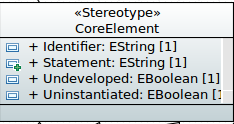 «Stereotype»
CoreElement
+ Identifier: EString [1]
+ Statement: EString [1]
+ Undeveloped: EBoolean [1]
+ Uninstantiated: EBoolean [1